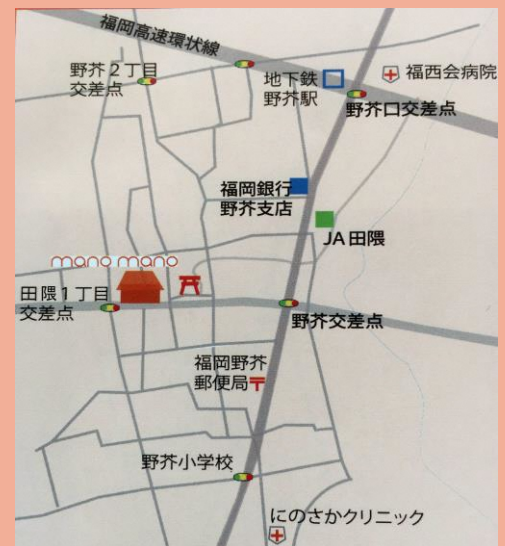 福岡高速環状線
野芥２丁目
交差点
地下鉄
野芥駅
福西会病院
野芥口交差点
福岡銀行
野芥支店
JA田隈
mano mano
田隈１丁目
交差点
野芥交差点
福岡野芥
郵便局〒
野芥小学校
にのさかクリニック